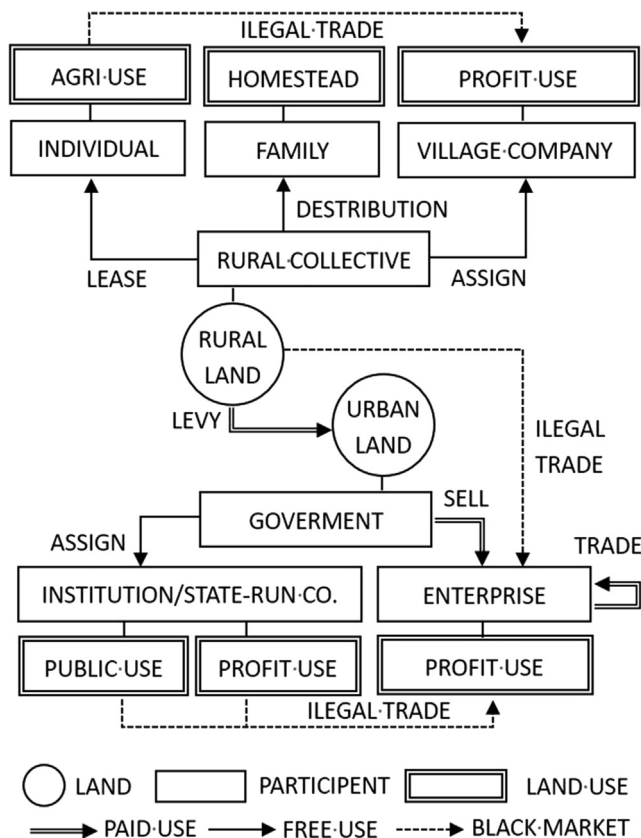 ILEGAL·TRADE
AGRI·USE
HOMESTEAD
PROFIT·USE
INDIVIDUAL
FAMILY
VILLAGE·COMPANY
DESTRIBUTION
LEASE
RURAL·COLLECTIVE
ASSIGN
RURAL
LAND
LEVY
URBAN
LAND
ILEGAL
TRADE
GOVERMENT
SELL
ASSIGN
TRADE
INSTITUTION/STATE-RUN·CO.
ENTERPRISE
PUBLIC·USE
PROFIT·USE
PROFIT·USE
ILEGAL·TRADE
LAND
PARTICIPENT
LAND·USE
PAID·USE
FREE·USE
BLACK·MARKET